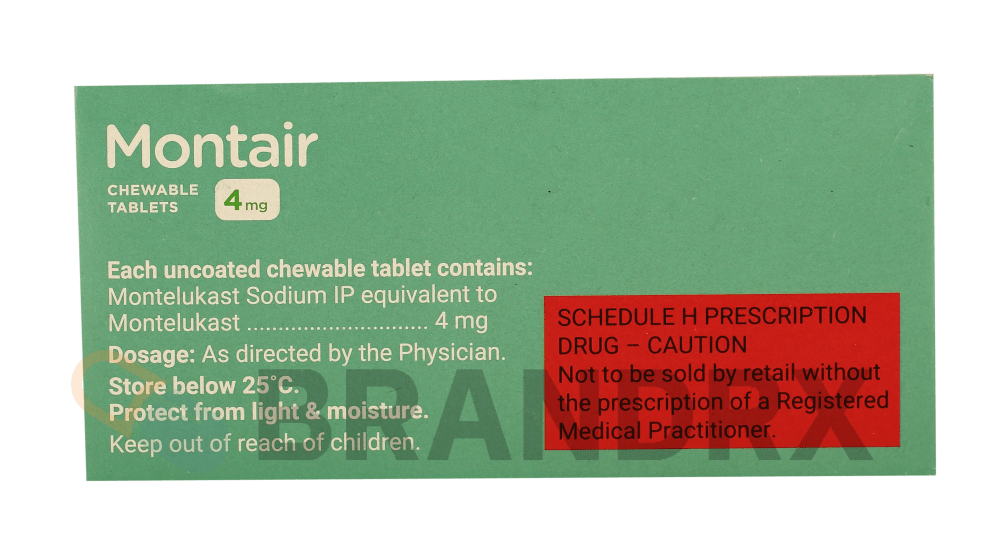 Montair
CHEWABLE
TABLETS
4 mg
Each uncoated chewable tablet contains:
Montelukast Sodium IP equivalent to
Montelukast ............................. 4 mg
Dosage: As directed by the Physician.
Store below 25°C.
Protect from light & moisture.
Keep out of reach of children.
SCHEDULE H PRESCRIPTION
DRUG – CAUTION
Not to be sold by retail without
the prescription of a Registered
Medical Practitioner.
BRANDRX